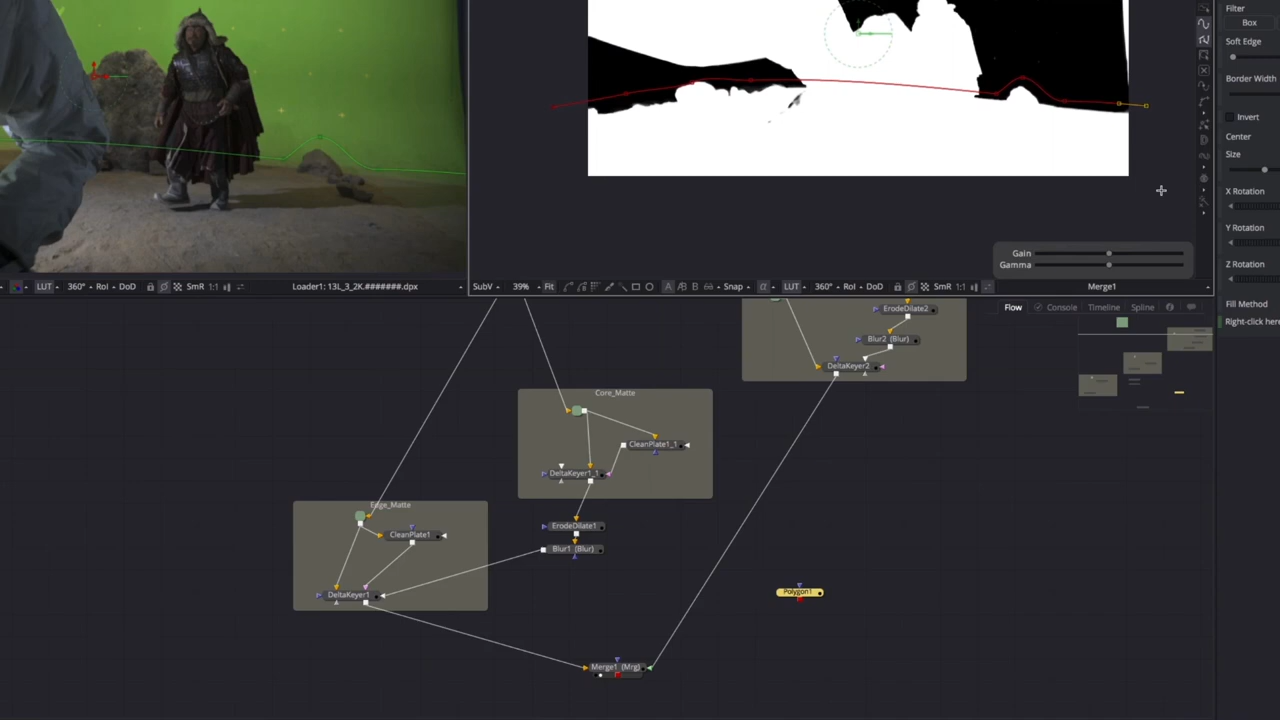 Filter
Box
Soft Edge
Border Width
Invert
Center
Size
X Rotation
Y Rotation
Z Rotation
Fill Method
Right-click here
Gain
Gamma
LUT 360° RoI DoD SmR 1:1 Loader1: 13L_3_2K.#######.dpx
SubV 39% Fit Snap LUT 360° RoI DoD SmR 1:1 Merge1
Flow Console Timeline Spline
ErodeDilate2
Blur2 (Blur)
DeltaKeyer2
Core_Matte
CleanPlate1_1
DeltaKeyer1_1
Edge_Matte
CleanPlate1
DeltaKeyer1
ErodeDilate1
Blur1 (Blur)
Polygon1
Merge1 (Mrg)